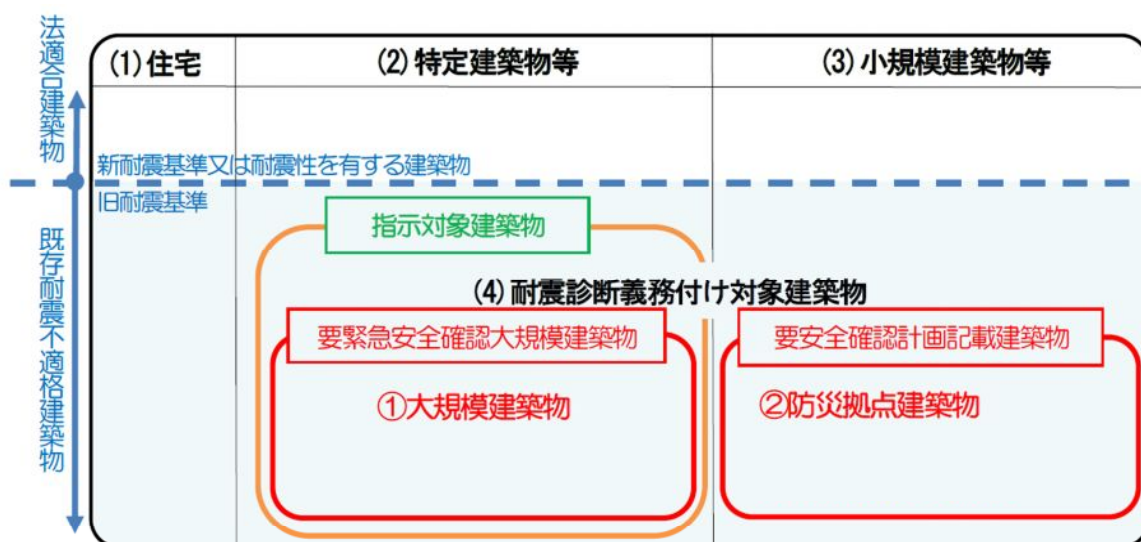 法適合建築物
(1)住宅
(2)特定建築物等
(3)小規模建築物等
新耐震基準又は耐震性を有する建築物
旧耐震基準
既存耐震不適格建築物
指示対象建築物
(4)耐震診断義務付け対象建築物
要緊急安全確認大規模建築物
要安全確認計画記載建築物
①大規模建築物
②防災拠点建築物